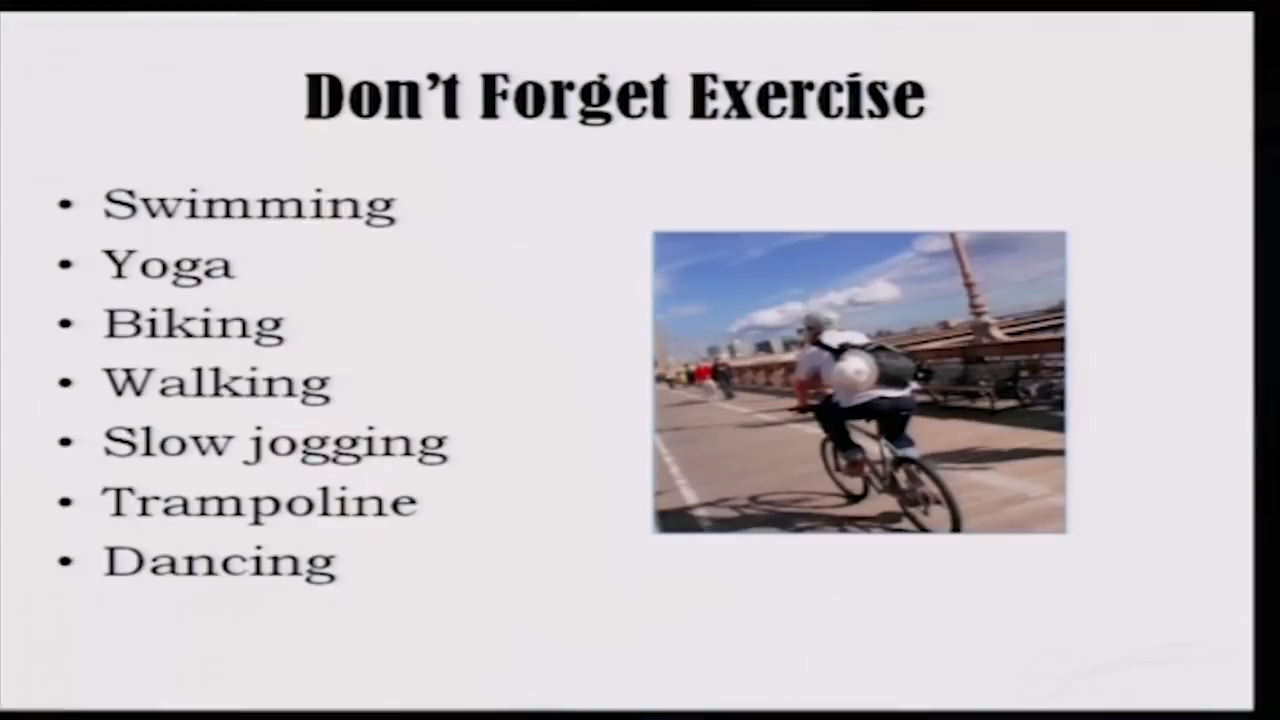 Don't Forget Exercise
• Swimming
• Yoga
• Biking
• Walking
• Slow jogging
• Trampoline
• Dancing